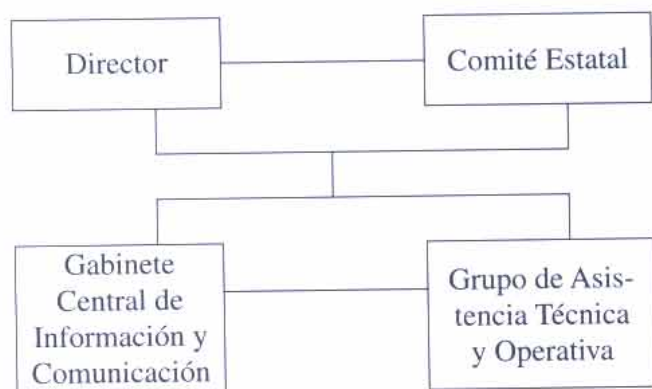 Director
Comité Estatal
Gabinete
Central de
Información y
Comunicación
Grupo de Asis-
tencia Técnica
y Operativa